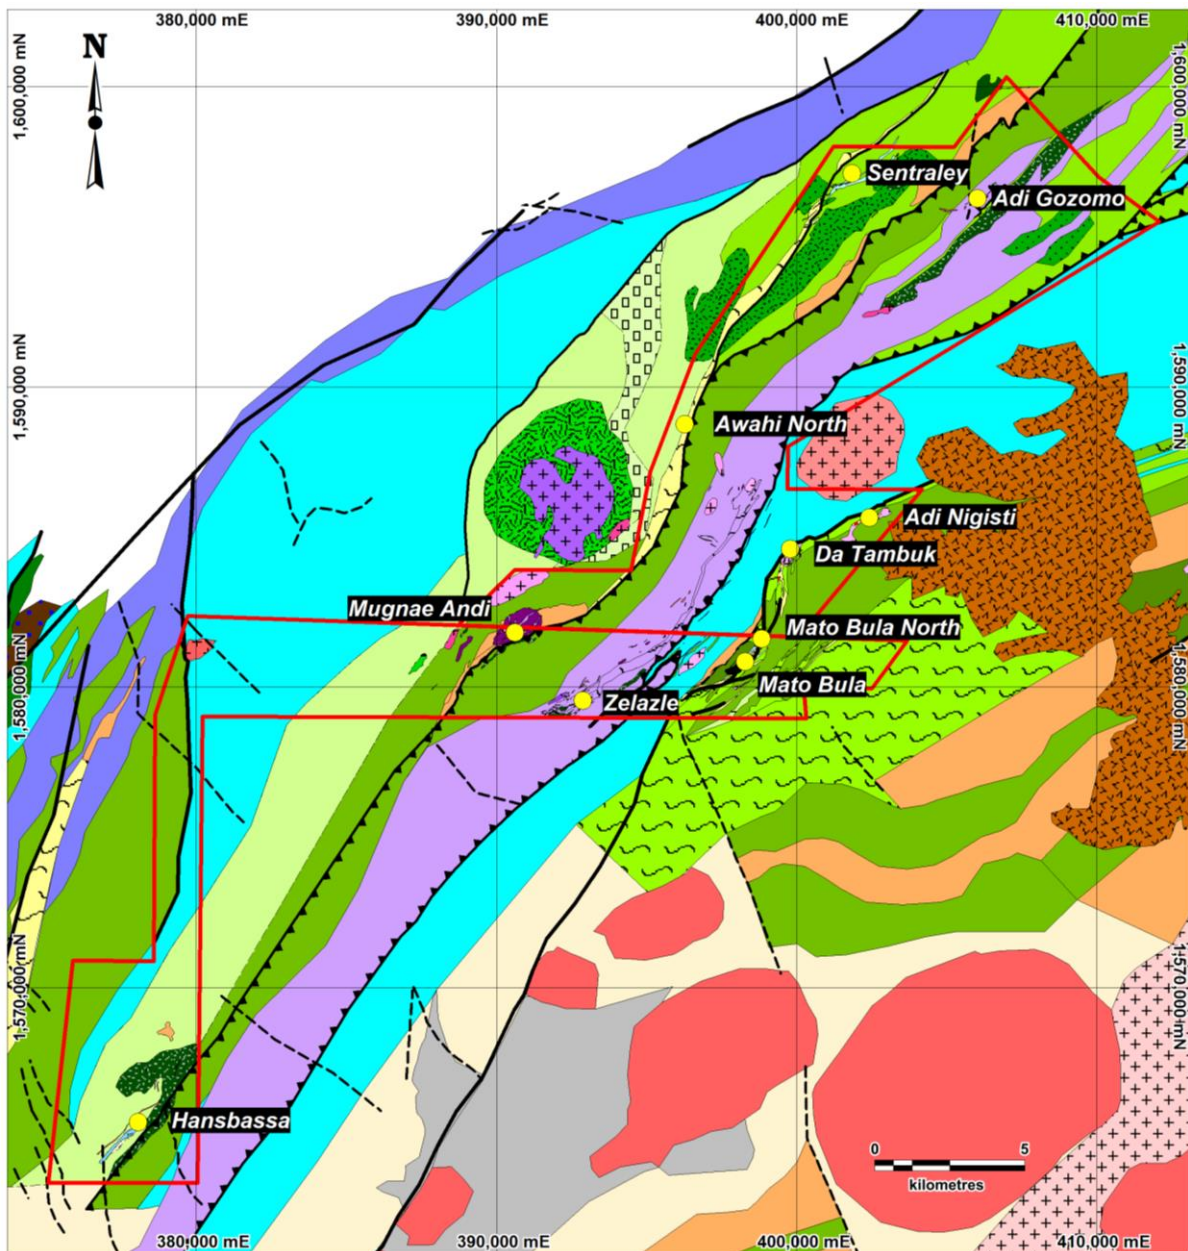 380,000 mE
390,000 mE
400,000 mE
410,000 mE
N
1,600,000 mN
1,600,000 mN
Sentraley
Adi Gozomo
1,590,000 mN
1,590,000 mN
Awahi North
Adi Nigisti
Da Tambuk
Mugnae Andi
Mato Bula North
Mato Bula
Zelazle
1,580,000 mN
1,580,000 mN
1,570,000 mN
1,570,000 mN
Hansbassa
0
5
kilometres
380,000 mE
390,000 mE
400,000 mE
410,000 mE